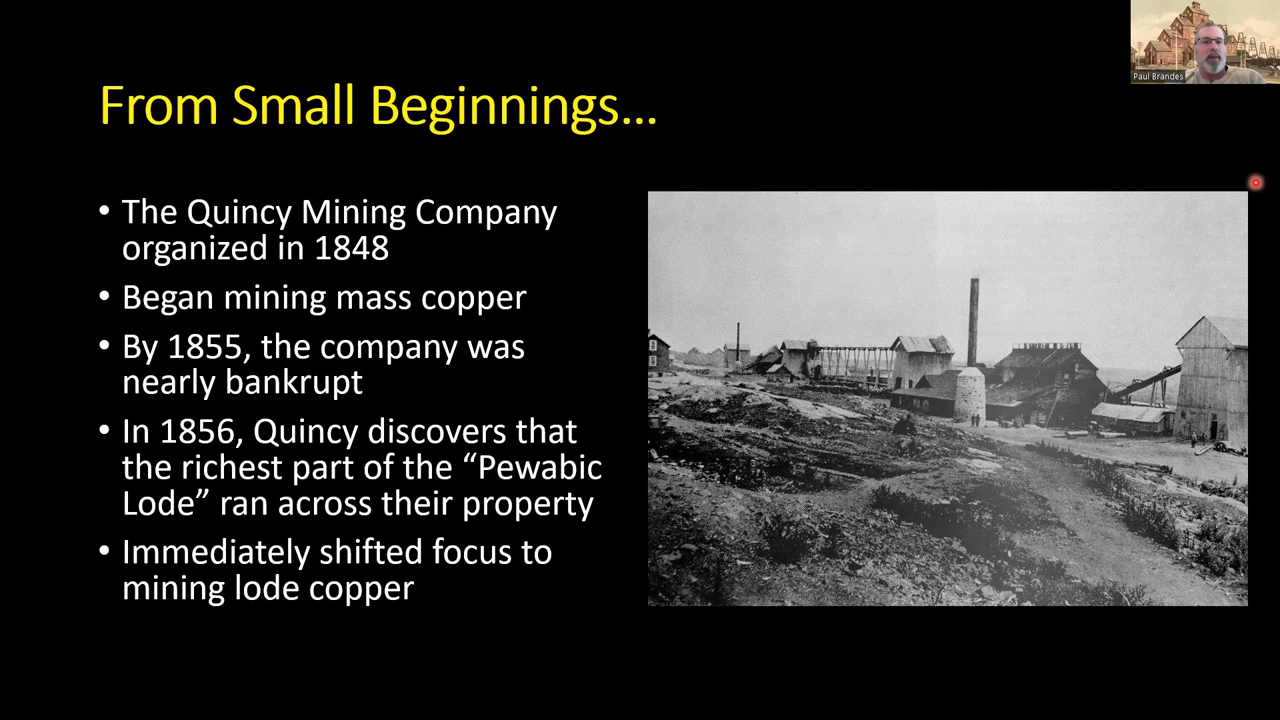 Paul Brandes
From Small Beginnings...
• The Quincy Mining Company
organized in 1848
• Began mining mass copper
• By 1855, the company was
nearly bankrupt
• In 1856, Quincy discovers that
the richest part of the “Pewabic
Lode” ran across their property
• Immediately shifted focus to
mining lode copper